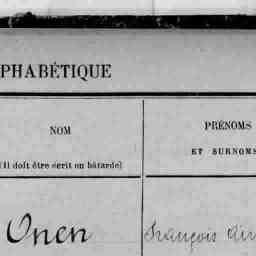 PHABÉTIQUE
NOM
(Il doit être écrit en bâtarde)
PRÉNOMS
ET SURNOMS
Onen
François